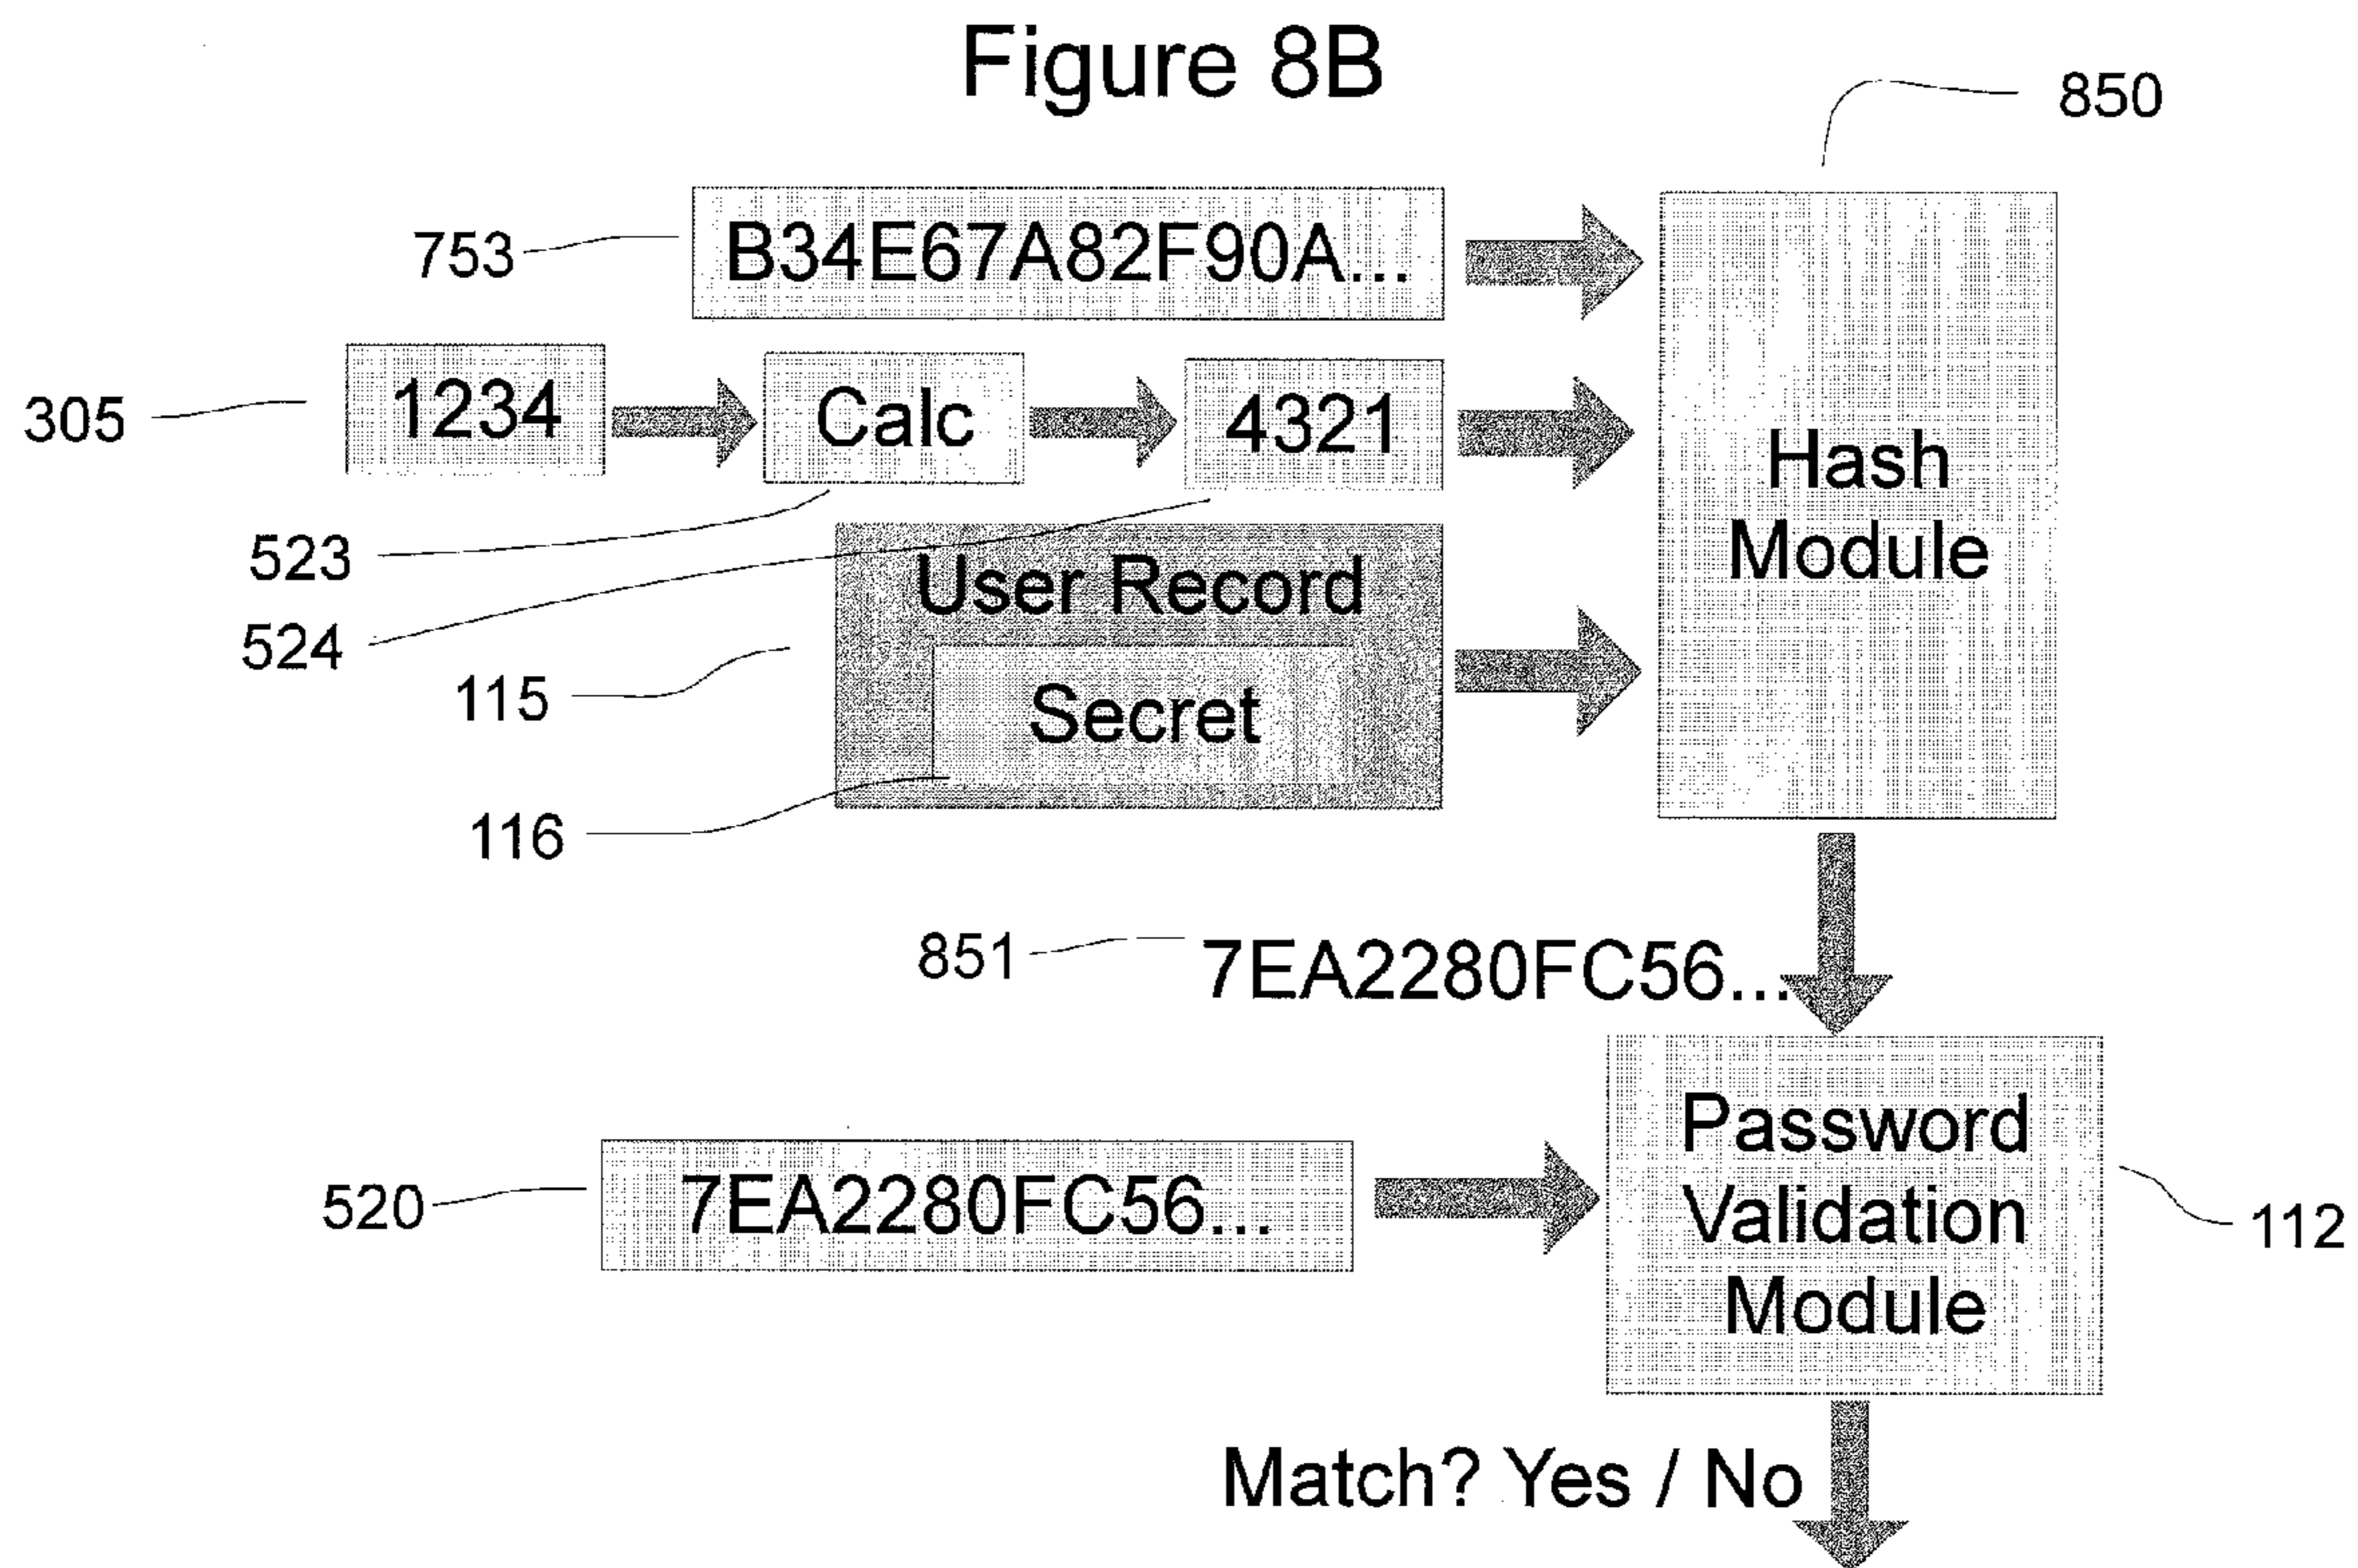 Figure 8B
850
753
B34E67A82F90A...
305
1234
Calc
4321
Hash
Module
523
524
User Record
115
Secret
116
851
7EA2280FC56...
520
7EA2280FC56...
Password
Validation
Module
112
Match? Yes / No